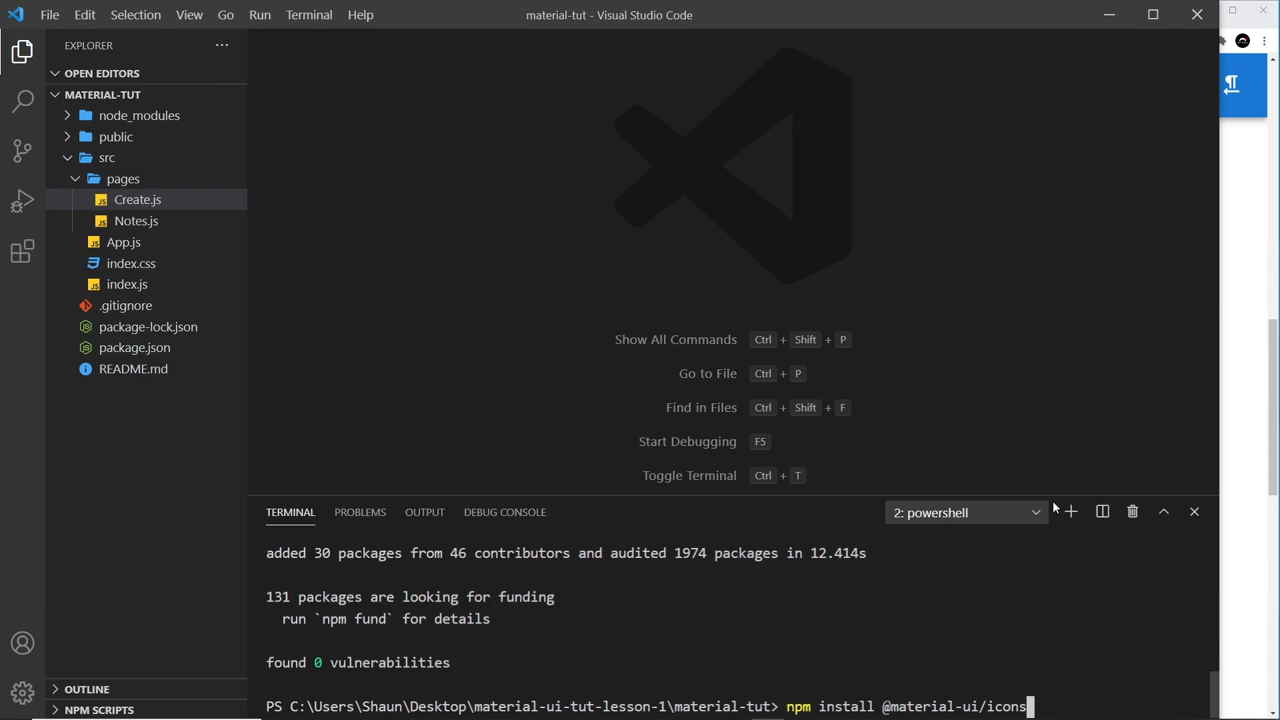 File Edit Selection View Go Run Terminal Help
material-tut - Visual Studio Code
EXPLORER
OPEN EDITORS
MATERIAL-TUT
node_modules
public
src
pages
JS Create.js
JS Notes.js
JS App.js
index.css
JS index.js
.gitignore
package-lock.json
package.json
README.md
OUTLINE
NPM SCRIPTS
Show All Commands Ctrl + Shift + P
Go to File Ctrl + P
Find in Files Ctrl + Shift + F
Start Debugging F5
Toggle Terminal Ctrl + T
TERMINAL PROBLEMS OUTPUT DEBUG CONSOLE
2: powershell
added 30 packages from 46 contributors and audited 1974 packages in 12.414s
131 packages are looking for funding
run `npm fund` for details
found 0 vulnerabilities
PS C:\Users\Shaun\Desktop\material-ui-tut-lesson-1\material-tut> npm install @material-ui/icons